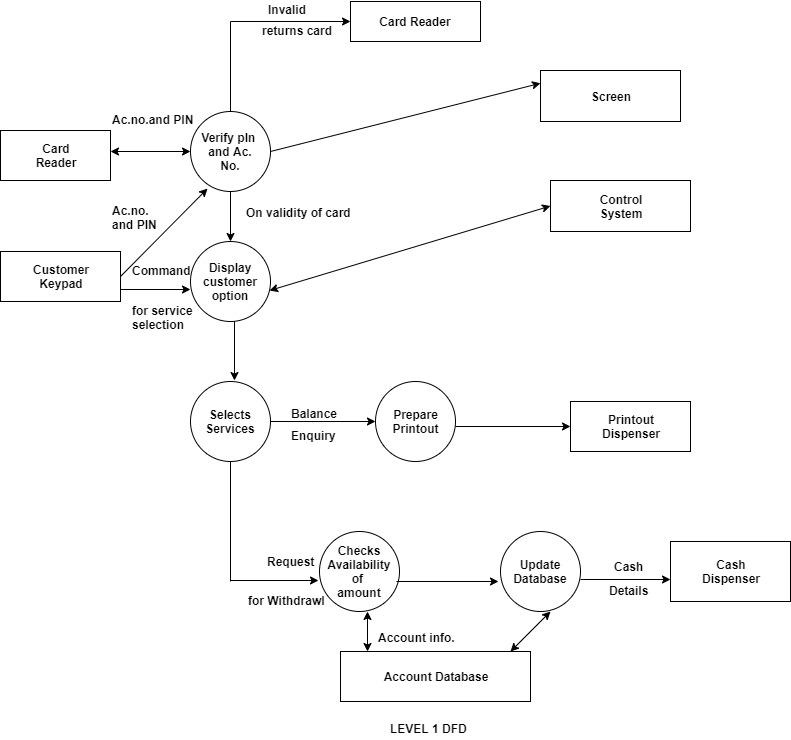 Invalid
returns card
Card Reader
Screen
Ac.no.and PIN
Verify pIn
and Ac.
No.
Card
Reader
Control
System
Ac.no.
and PIN
On validity of card
Customer
Keypad
Command
for service
selection
Display
customer
option
Selects
Services
Balance
Enquiry
Prepare
Printout
Printout
Dispenser
Request
for Withdrawl
Checks
Availability
of
amount
Update
Database
Cash
Details
Cash
Dispenser
Account info.
Account Database
LEVEL 1 DFD